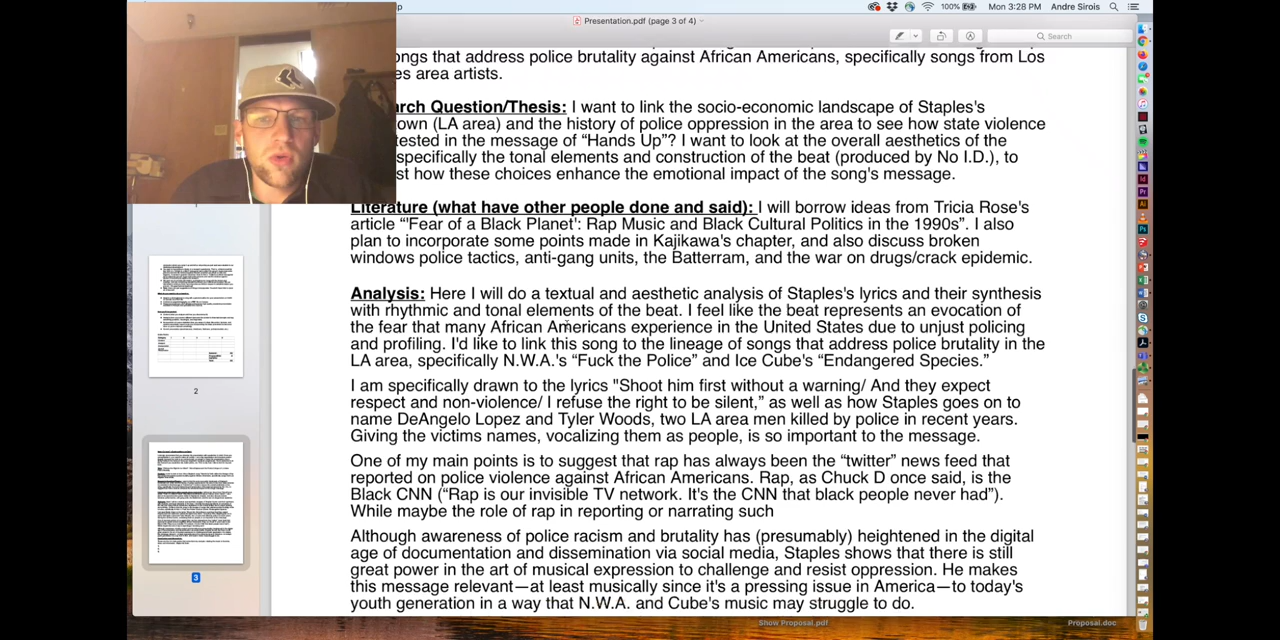 100%
Mon 3:28 PM
Andre Sirois
Presentation.pdf (page 3 of 4)
Search
ongs that address police brutality against African Americans, specifically songs from Los
es area artists.
rch Question/Thesis: I want to link the socio-economic landscape of Staples's
own (LA area) and the history of police oppression in the area to see how state violence
tested in the message of “Hands Up”? I want to look at the overall aesthetics of the
specifically the tonal elements and construction of the beat (produced by No I.D.), to
st how these choices enhance the emotional impact of the song's message.
Literature (what have other people done and said): I will borrow ideas from Tricia Rose's
article “'Fear of a Black Planet': Rap Music and Black Cultural Politics in the 1990s”. I also
plan to incorporate some points made in Kajikawa's chapter, and also discuss broken
windows police tactics, anti-gang units, the Batterram, and the war on drugs/crack epidemic.
Analysis: Here I will do a textual and aesthetic analysis of Staples's lyrics and their synthesis
with rhythmic and tonal elements of the beat. I feel like the beat represents an evocation of
the fear that many African Americans experience in the United States due to unjust policing
and profiling. I'd like to link this song to the lineage of songs that address police brutality in the
LA area, specifically N.W.A.'s “Fuck the Police” and Ice Cube's “Endangered Species.”
I am specifically drawn to the lyrics "Shoot him first without a warning/ And they expect
respect and non-violence/ I refuse the right to be silent,” as well as how Staples goes on to
name DeAngelo Lopez and Tyler Woods, two LA area men killed by police in recent years.
Giving the victims names, vocalizing them as people, is so important to the message.
One of my main points is to suggest that rap has always been the “twitter” news feed that
reported on police violence against African Americans. Rap, as Chuck D once said, is the
Black CNN (“Rap is our invisible TV network. It's the CNN that black people never had”).
While maybe the role of rap in reporting or narrating such
Although awareness of police racism and brutality has (presumably) heightened in the digital
age of documentation and dissemination via social media, Staples shows that there is still
great power in the art of musical expression to challenge and resist oppression. He makes
this message relevant—at least musically since it's a pressing issue in America—to today's
youth generation in a way that N.W.A. and Cube's music may struggle to do.
2
3
Show Proposal.pdf
Proposal.doc